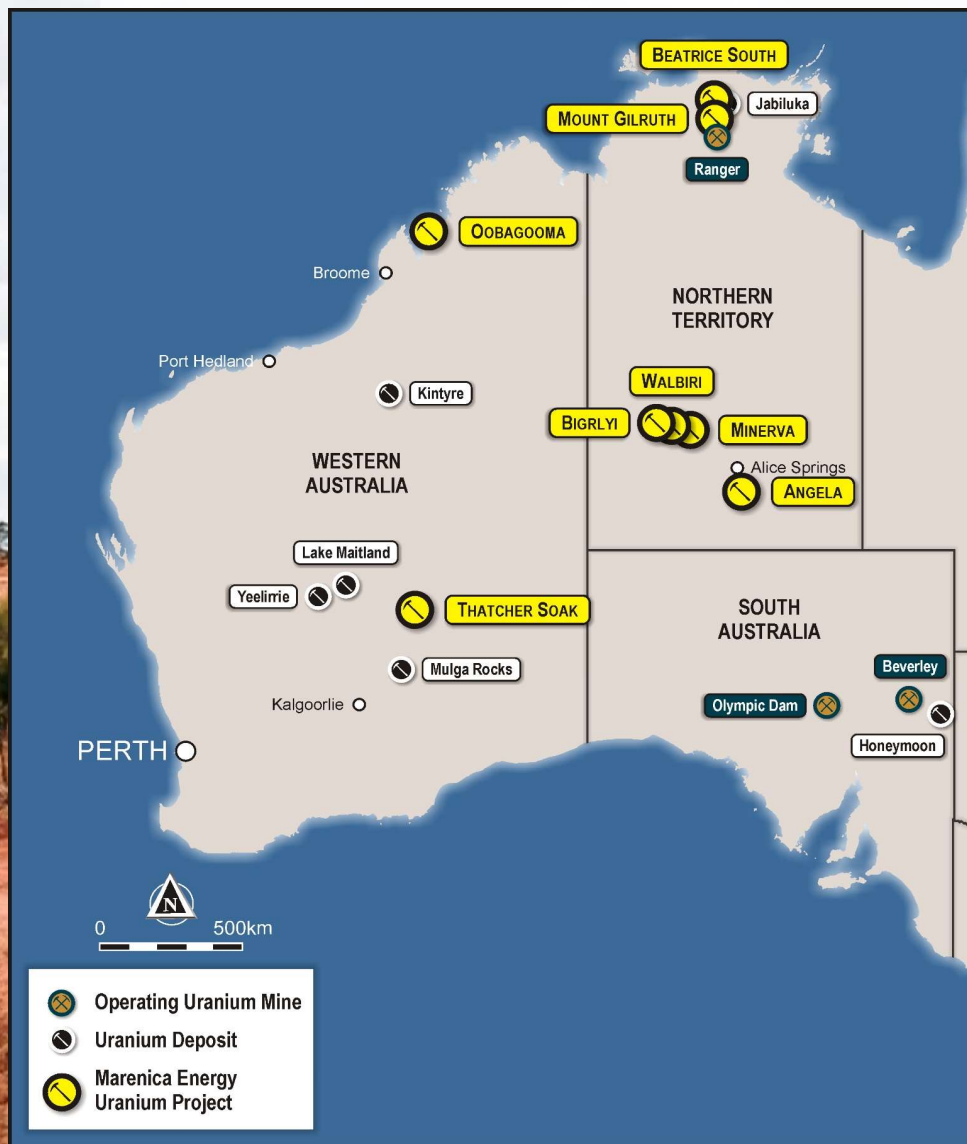 BEATRICE SOUTH
Jabiluka
MOUNT GILRUTH
Ranger
OOBAGOOMA
Broome
NORTHERN
TERRITORY
Port Hedland
WALBIRI
Kintyre
BIGRLYI
MINERVA
WESTERN
AUSTRALIA
Alice Springs
ANGELA
Lake Maitland
Yeelirrie
THATCHER SOAK
SOUTH
AUSTRALIA
Mulga Rocks
Beverley
Kalgoorlie
Olympic Dam
Honeymoon
PERTH
N
0 500km
OPERATING URANIUM MINE
URANIUM DEPOSIT
MARENICA ENERGY
URANIUM PROJECT